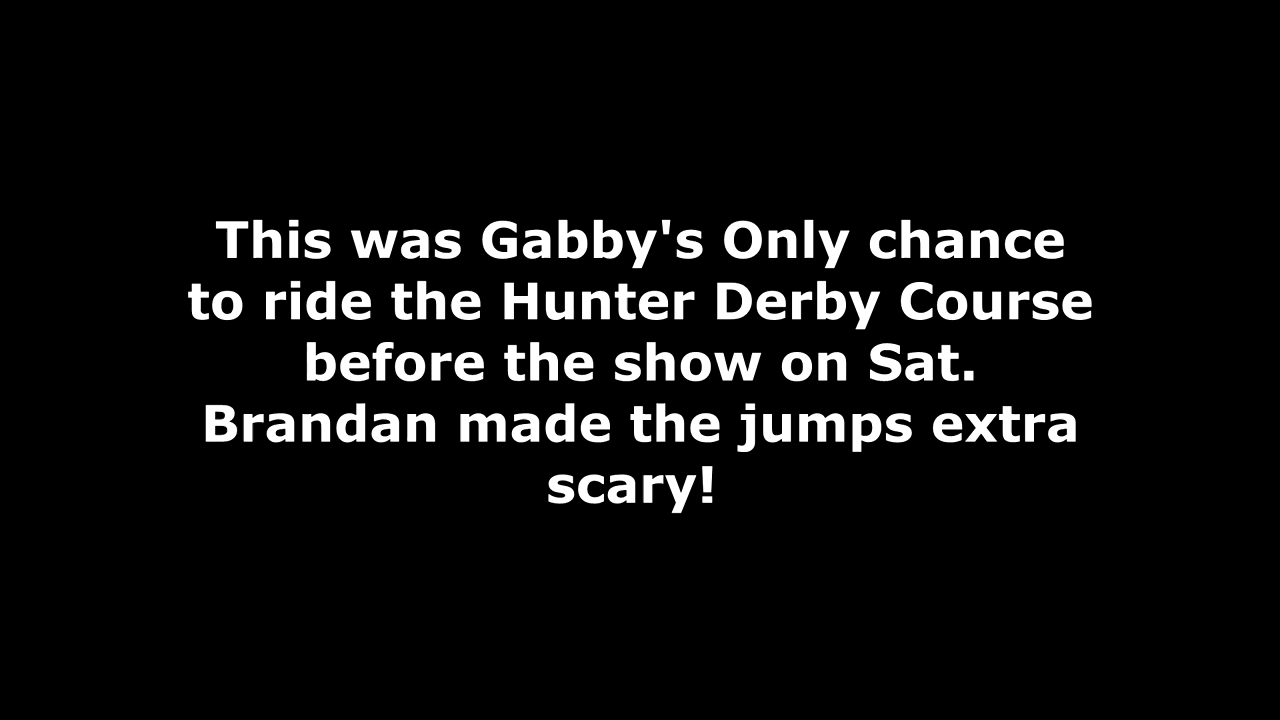 This was Gabby's Only chance
to ride the Hunter Derby Course
before the show on Sat.
Brandan made the jumps extra
scary!